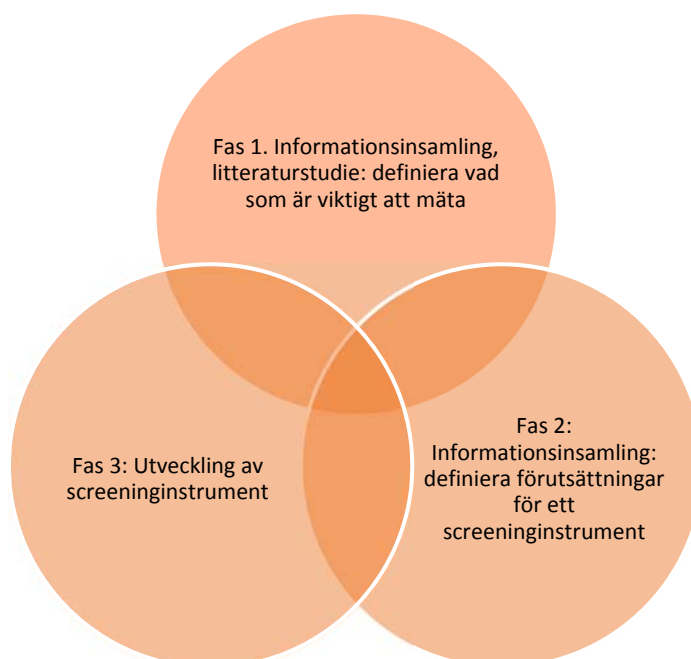 Fas 1. Informationsinsamling,
litteraturstudie: definiera vad
som är viktigt att mäta
Fas 2:
Informationsinsamling:
definiera förutsättningar
för ett
screeninginstrument
Fas 3: Utveckling av
screeninginstrument